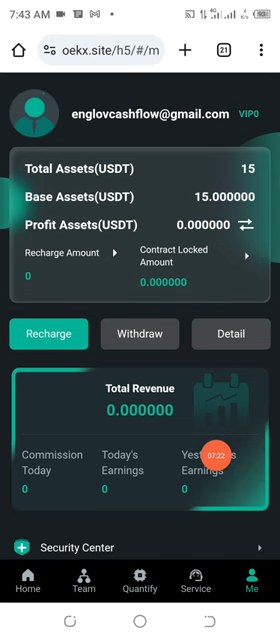 7:43 AM
oekx.site/h5/#/m
21
englovcashflow@gmail.com VIP0
Total Assets(USDT) 15
Base Assets(USDT) 15.000000
Profit Assets(USDT) 0.000000
Recharge Amount
0
Contract Locked
Amount
0.000000
Recharge Withdraw Detail
Total Revenue
0.000000
Commission
Today
0
Today's
Earnings
0
Earnings
0
07:22
Security Center
Home Team Quantify Service Me